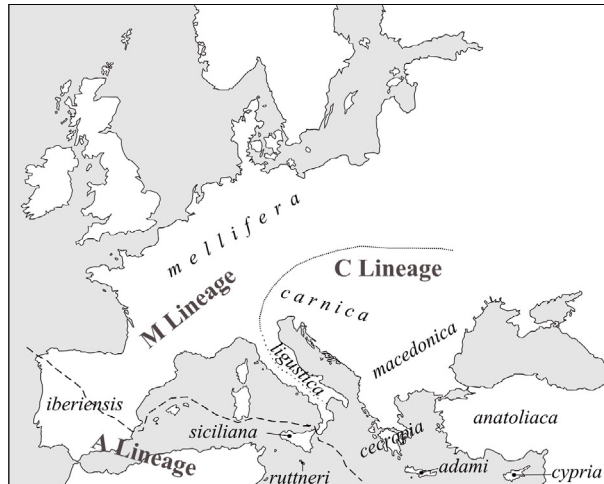 mellifera
C Lineage
carnica
M Lineage
ligustica
macedonica
iberiensis
siciliana
cecropia
anatoliaca
A Lineage
ruttneri
adami
cypria